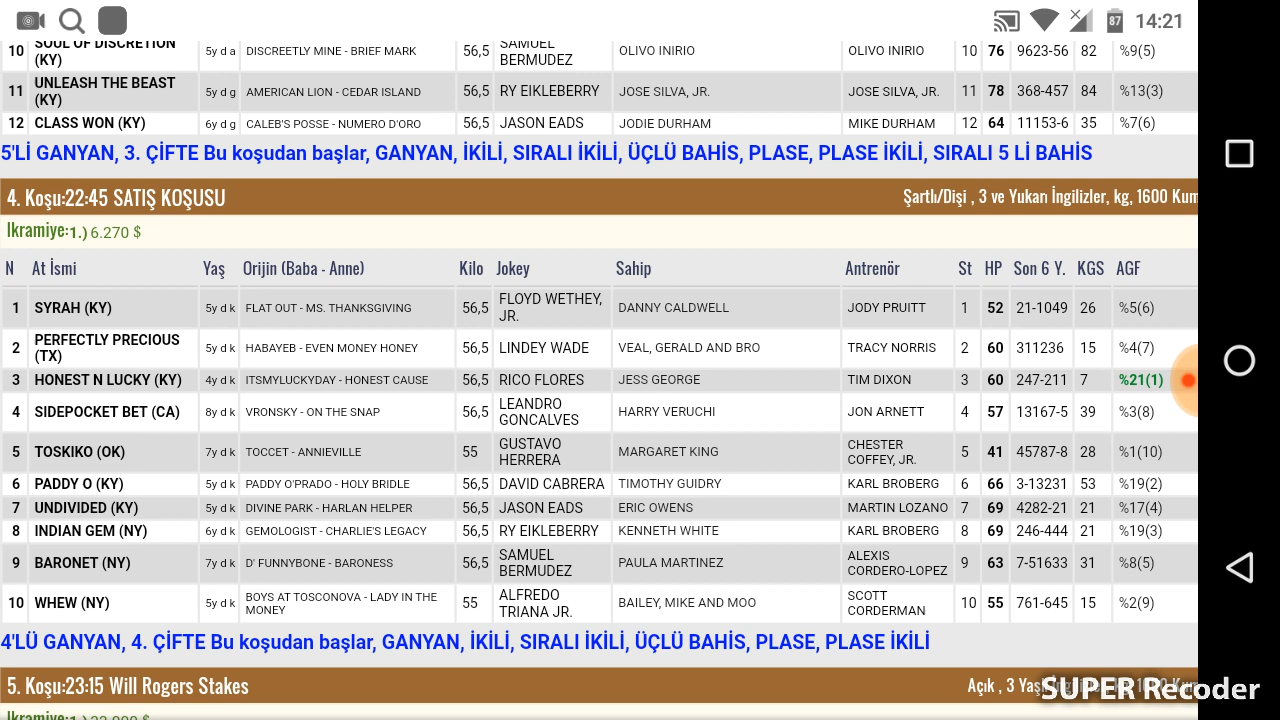 87 14:21
10 SOUL OF DISCRETION (KY) 5y d a DISCREETLY MINE - BRIEF MARK 56,5 SAMUEL BERMUDEZ OLIVO INIRIO OLIVO INIRIO 10 76 9623-56 82 %9(5)
11 UNLEASH THE BEAST (KY) 5y d g AMERICAN LION - CEDAR ISLAND 56,5 RY EIKLEBERRY JOSE SILVA, JR. JOSE SILVA, JR. 11 78 368-457 84 %13(3)
12 CLASS WON (KY) 6y d g CALEB'S POSSE - NUMERO D'ORO 56,5 JASON EADS JODIE DURHAM MIKE DURHAM 12 64 11153-6 35 %7(6)
5'Lİ GANYAN, 3. ÇİFTE Bu koşudan başlar, GANYAN, İKİLİ, SIRALI İKİLİ, ÜÇLÜ BAHİS, PLASE, PLASE İKİLİ, SIRALI 5 Lİ BAHİS
4. Koşu:22:45 SATIŞ KOŞUSU Şartlı/Dişi , 3 ve Yukarı İngilizler, kg, 1600 Kum
Ikramiye:1.) 6.270 $
N At İsmi Yaş Orijin (Baba - Anne) Kilo Jokey Sahip Antrenör St HP Son 6 Y. KGS AGF
1 SYRAH (KY) 5y d k FLAT OUT - MS. THANKSGIVING 56,5 FLOYD WETHEY, JR. DANNY CALDWELL JODY PRUITT 1 52 21-1049 26 %5(6)
2 PERFECTLY PRECIOUS (TX) 5y d k HABAYEB - EVEN MONEY HONEY 56,5 LINDEY WADE VEAL, GERALD AND BRO TRACY NORRIS 2 60 311236 15 %4(7)
3 HONEST N LUCKY (KY) 4y d k ITSMYLUCKYDAY - HONEST CAUSE 56,5 RICO FLORES JESS GEORGE TIM DIXON 3 60 247-211 7 %21(1)
4 SIDEPOCKET BET (CA) 8y d k VRONSKY - ON THE SNAP 56,5 LEANDRO GONCALVES HARRY VERUCHI JON ARNETT 4 57 13167-5 39 %3(8)
5 TOSKIKO (OK) 7y d k TOCCET - ANNIEVILLE 55 GUSTAVO HERRERA MARGARET KING CHESTER COFFEY, JR. 5 41 45787-8 28 %1(10)
6 PADDY O (KY) 5y d k PADDY O'PRADO - HOLY BRIDLE 56,5 DAVID CABRERA TIMOTHY GUIDRY KARL BROBERG 6 66 3-13231 53 %19(2)
7 UNDIVIDED (KY) 5y d k DIVINE PARK - HARLAN HELPER 56,5 JASON EADS ERIC OWENS MARTIN LOZANO 7 69 4282-21 21 %17(4)
8 INDIAN GEM (NY) 6y d k GEMOLOGIST - CHARLIE'S LEGACY 56,5 RY EIKLEBERRY KENNETH WHITE KARL BROBERG 8 69 246-444 21 %19(3)
9 BARONET (NY) 7y d k D' FUNNYBONE - BARONESS 56,5 SAMUEL BERMUDEZ PAULA MARTINEZ ALEXIS CORDERO-LOPEZ 9 63 7-51633 31 %8(5)
10 WHEW (NY) 5y d k BOYS AT TOSCONOVA - LADY IN THE MONEY 55 ALFREDO TRIANA JR. BAILEY, MIKE AND MOO SCOTT CORDERMAN 10 55 761-645 15 %2(9)
4'LÜ GANYAN, 4. ÇİFTE Bu koşudan başlar, GANYAN, İKİLİ, SIRALI İKİLİ, ÜÇLÜ BAHİS, PLASE, PLASE İKİLİ
5. Koşu:23:15 Will Rogers Stakes Açık , 3
SUPER Recoder
Ikramiye:1.)